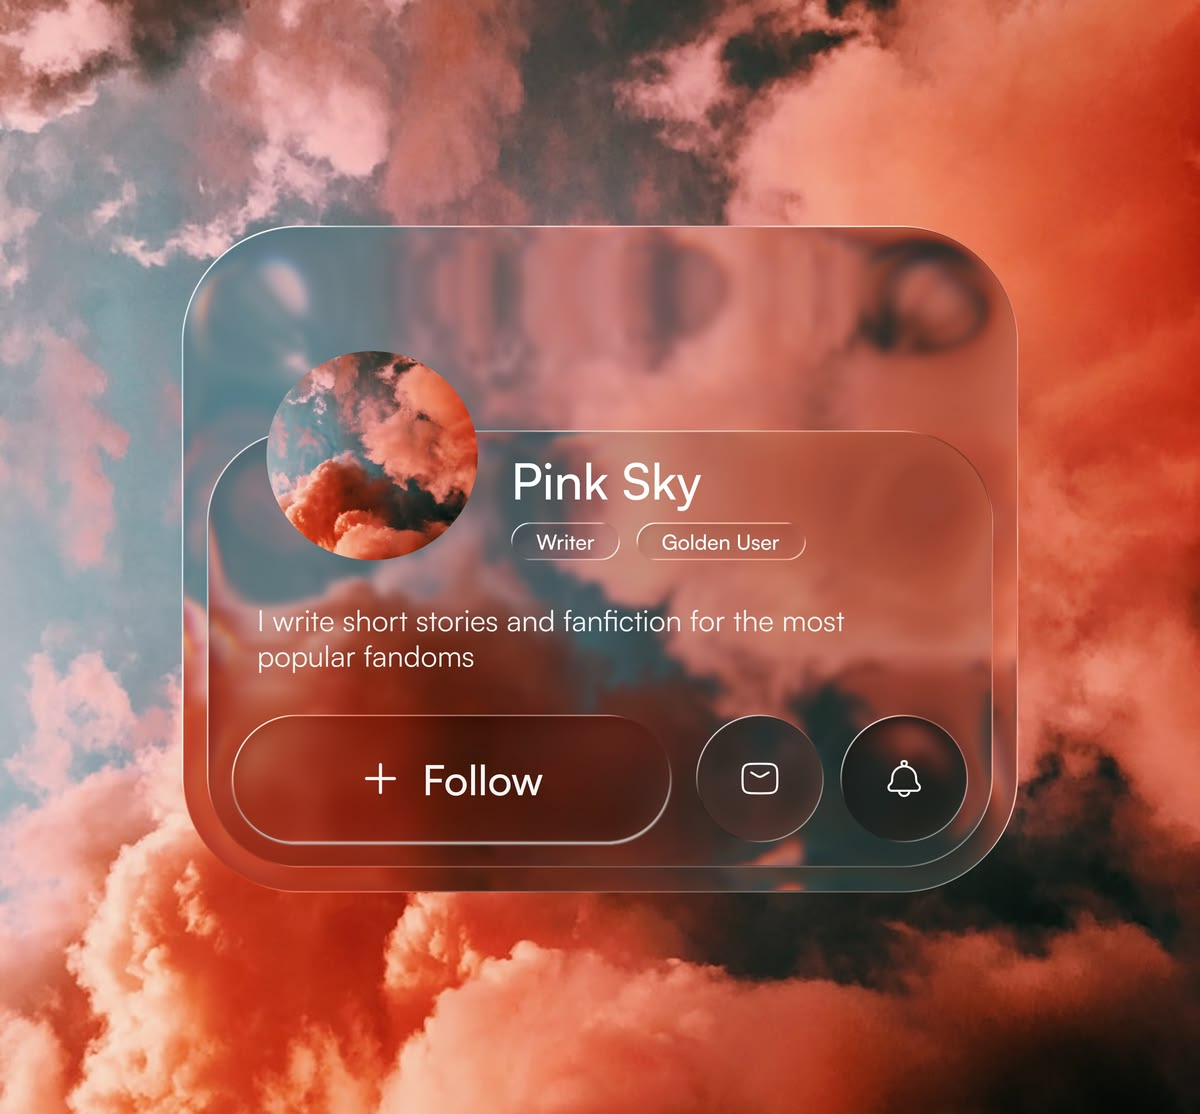 Pink Sky
Writer
Golden User
I write short stories and fanfiction for the most
popular fandoms
+ Follow